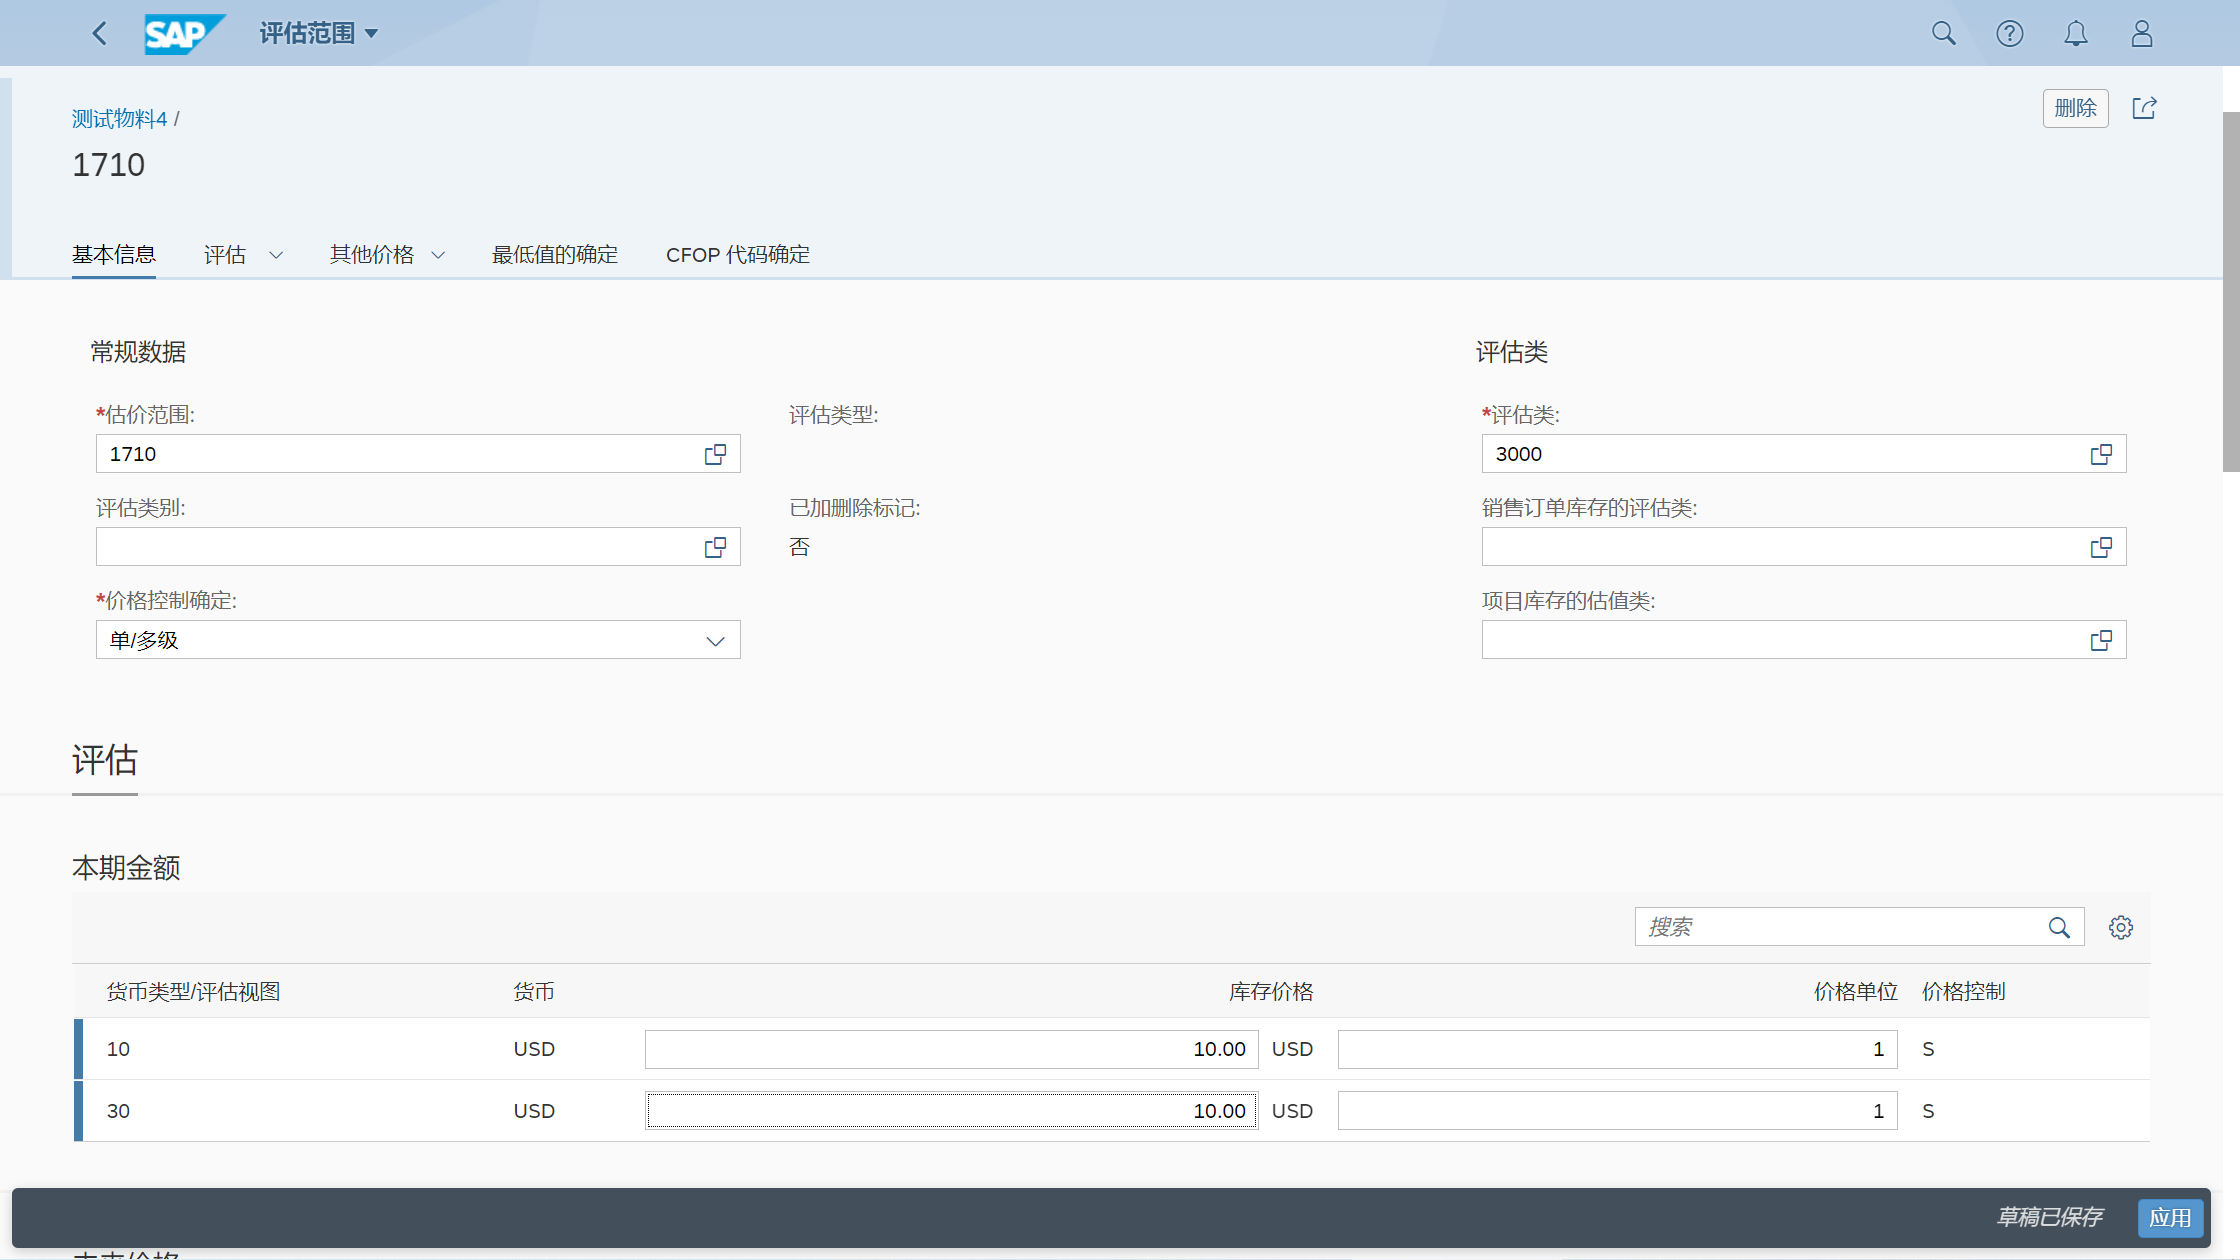 SAP 评估范围
测试物料4 /
删除
1710
基本信息 评估 其他价格 最低值的确定 CFOP 代码确定
常规数据 评估类
*估价范围: 评估类型: *评估类:
1710 3000
评估类别: 已加删除标记: 销售订单库存的评估类:
否
*价格控制确定: 项目库存的估值类:
单/多级
评估
本期金额
搜索
货币类型/评估视图 货币 库存价格 价格单位 价格控制
10 USD 10.00 USD 1 S
30 USD 10.00 USD 1 S
草稿已保存 应用